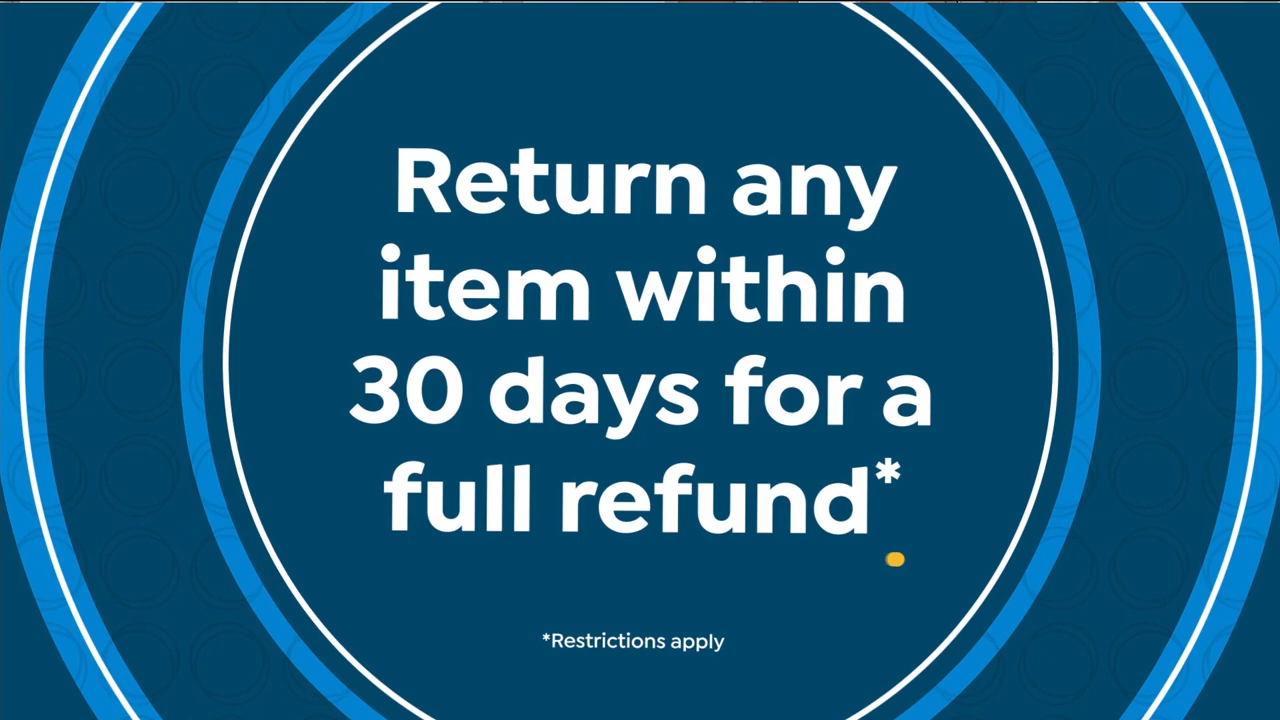 Return any
item within
30 days for a
full refund*
*Restrictions apply